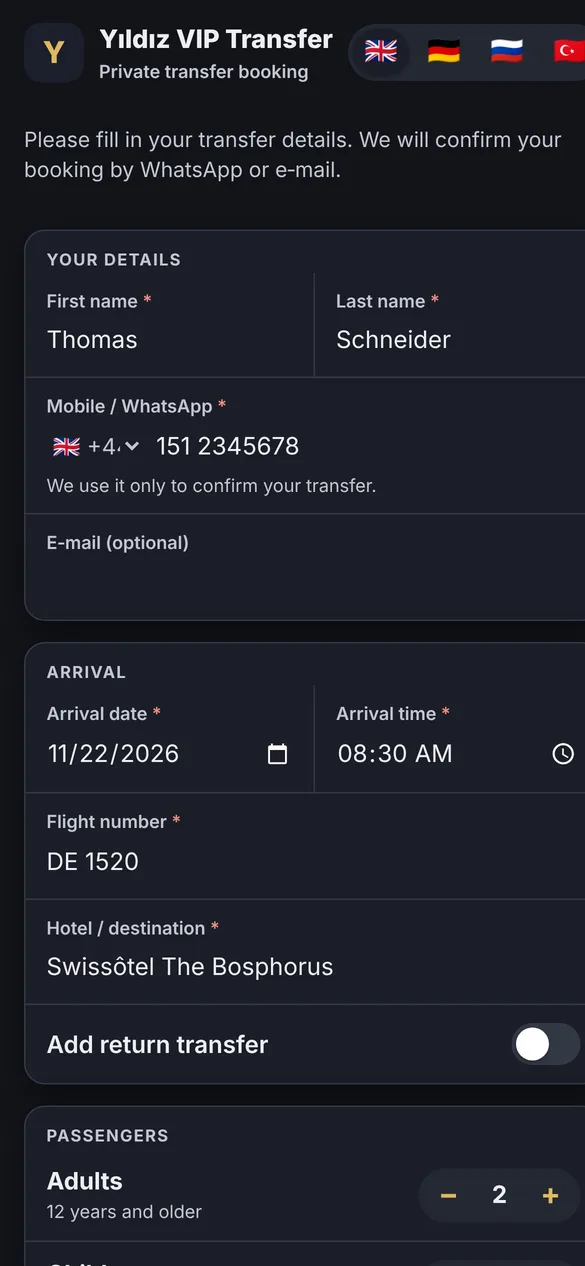 Y
Yıldız VIP Transfer
Private transfer booking
Please fill in your transfer details. We will confirm your
booking by WhatsApp or e-mail.
YOUR DETAILS
First name *
Last name *
Thomas
Schneider
Mobile / WhatsApp *
151 2345678
We use it only to confirm your transfer.
E-mail (optional)
ARRIVAL
Arrival date *
Arrival time *
11/22/2026
08:30 AM
Flight number *
DE 1520
Hotel / destination *
Swissôtel The Bosphorus
Add return transfer
PASSENGERS
Adults
12 years and older
− 2 +